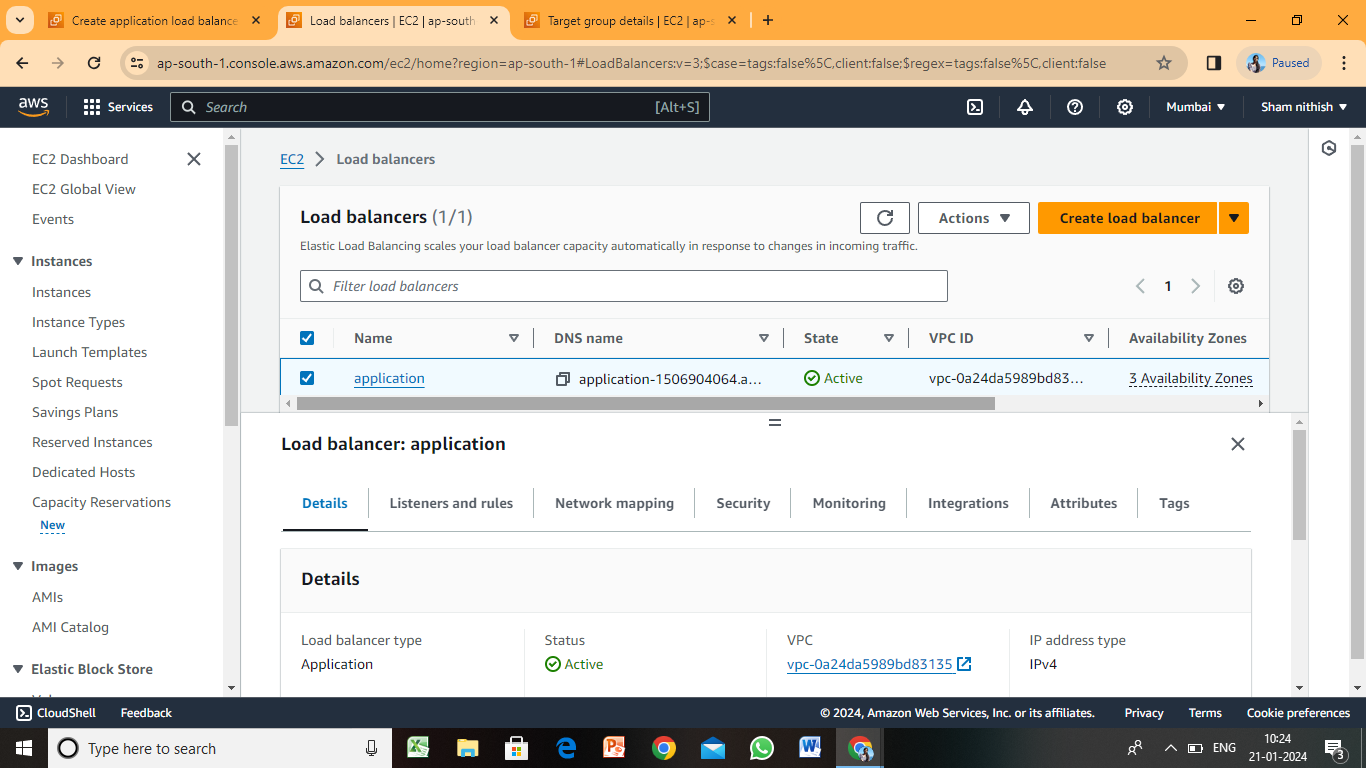 Create application load balance
Load balancers | EC2 | ap-south
Target group details | EC2 | ap-s
ap-south-1.console.aws.amazon.com/ec2/home?region=ap-south-1#LoadBalancers:v=3;$case=tags:false%5C,client:false;$regex=tags:false%5C,client:false
Paused
aws
Services
Search
[Alt+S]
Mumbai
Sham nithish
EC2 Dashboard
EC2 Global View
Events
Instances
Instances
Instance Types
Launch Templates
Spot Requests
Savings Plans
Reserved Instances
Dedicated Hosts
Capacity Reservations
New
Images
AMIs
AMI Catalog
Elastic Block Store
EC2 > Load balancers
Load balancers (1/1)
Actions
Create load balancer
Elastic Load Balancing scales your load balancer capacity automatically in response to changes in incoming traffic.
Filter load balancers
1
Name DNS name State VPC ID Availability Zones
application application-1506904064.a... Active vpc-0a24da5989bd83... 3 Availability Zones
Load balancer: application
Details Listeners and rules Network mapping Security Monitoring Integrations Attributes Tags
Details
Load balancer type
Application
Status
Active
VPC
vpc-0a24da5989bd83135
IP address type
IPv4
CloudShell Feedback
© 2024, Amazon Web Services, Inc. or its affiliates. Privacy Terms Cookie preferences
Type here to search
ENG
10:24
21-01-2024
3